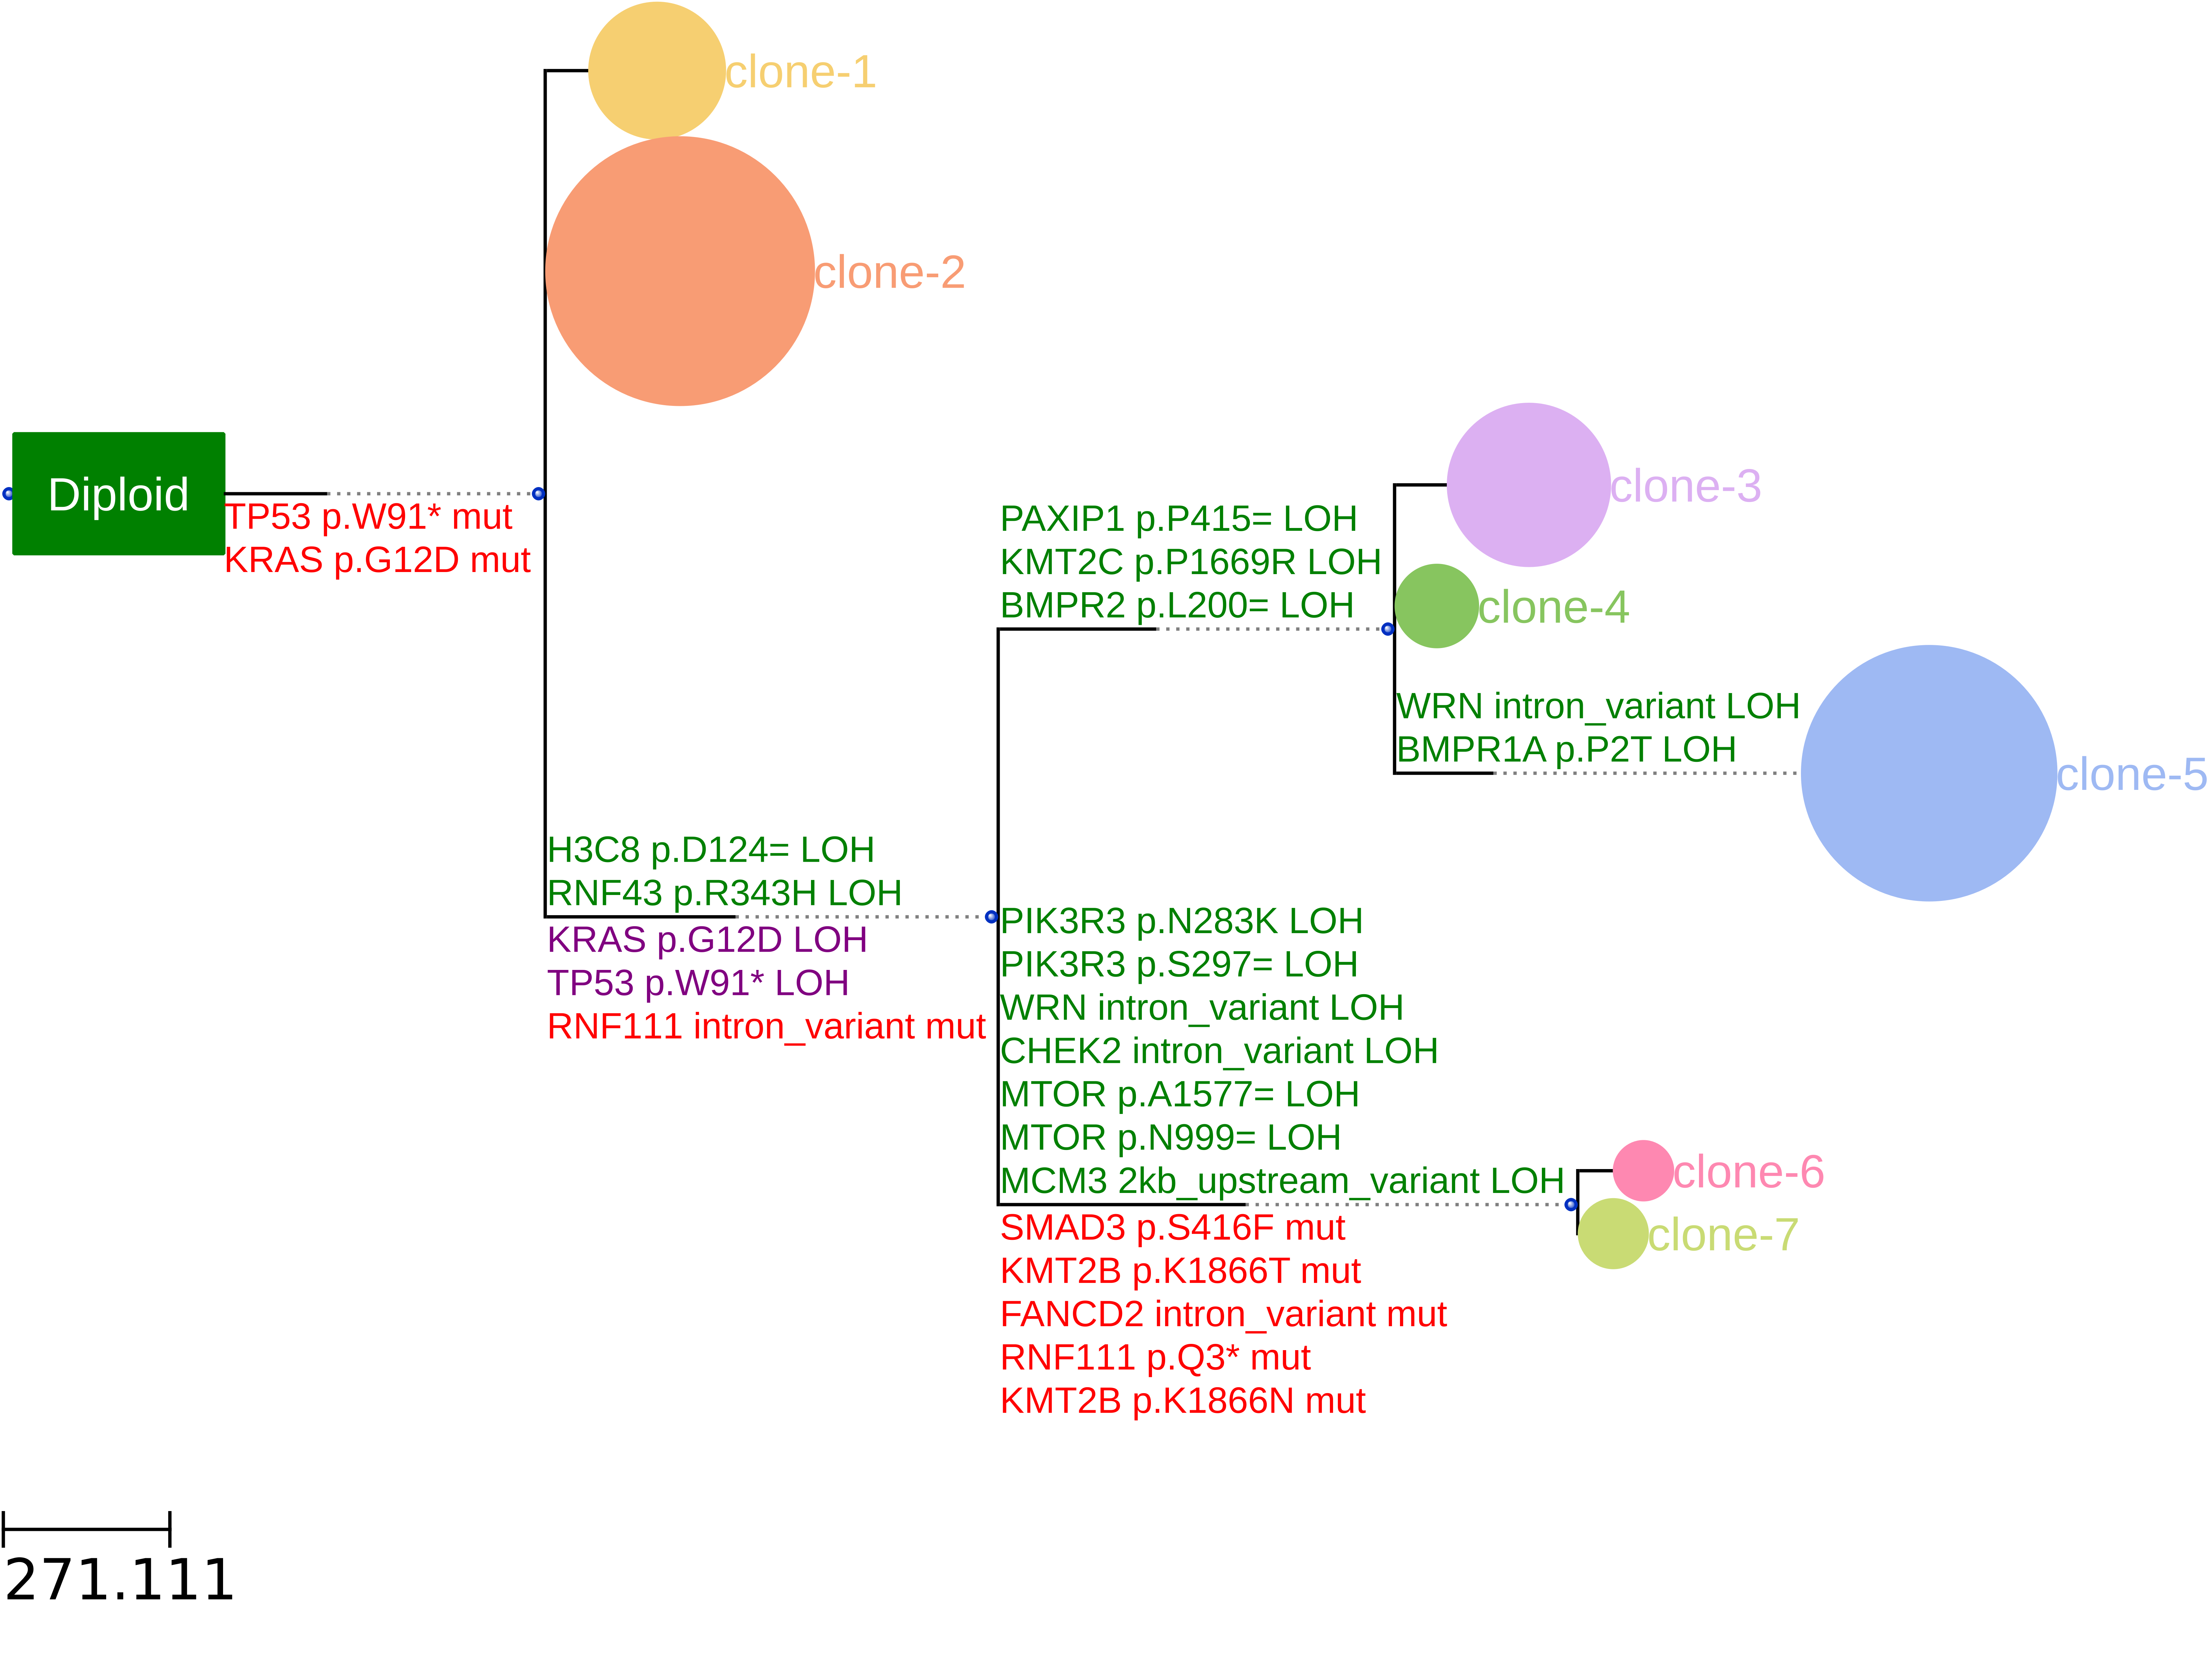 clone-1
clone-2
Diploid
TP53 p.W91* mut
KRAS p.G12D mut
clone-3
PAXIP1 p.P415= LOH
KMT2C p.P1669R LOH
BMPR2 p.L200= LOH
clone-4
WRN intron_variant LOH
BMPR1A p.P2T LOH
clone-5
H3C8 p.D124= LOH
RNF43 p.R343H LOH
KRAS p.G12D LOH
TP53 p.W91* LOH
RNF111 intron_variant mut
PIK3R3 p.N283K LOH
PIK3R3 p.S297= LOH
WRN intron_variant LOH
CHEK2 intron_variant LOH
MTOR p.A1577= LOH
MTOR p.N999= LOH
MCM3 2kb_upstream_variant LOH
clone-6
clone-7
SMAD3 p.S416F mut
KMT2B p.K1866T mut
FANCD2 intron_variant mut
RNF111 p.Q3* mut
KMT2B p.K1866N mut
271.111